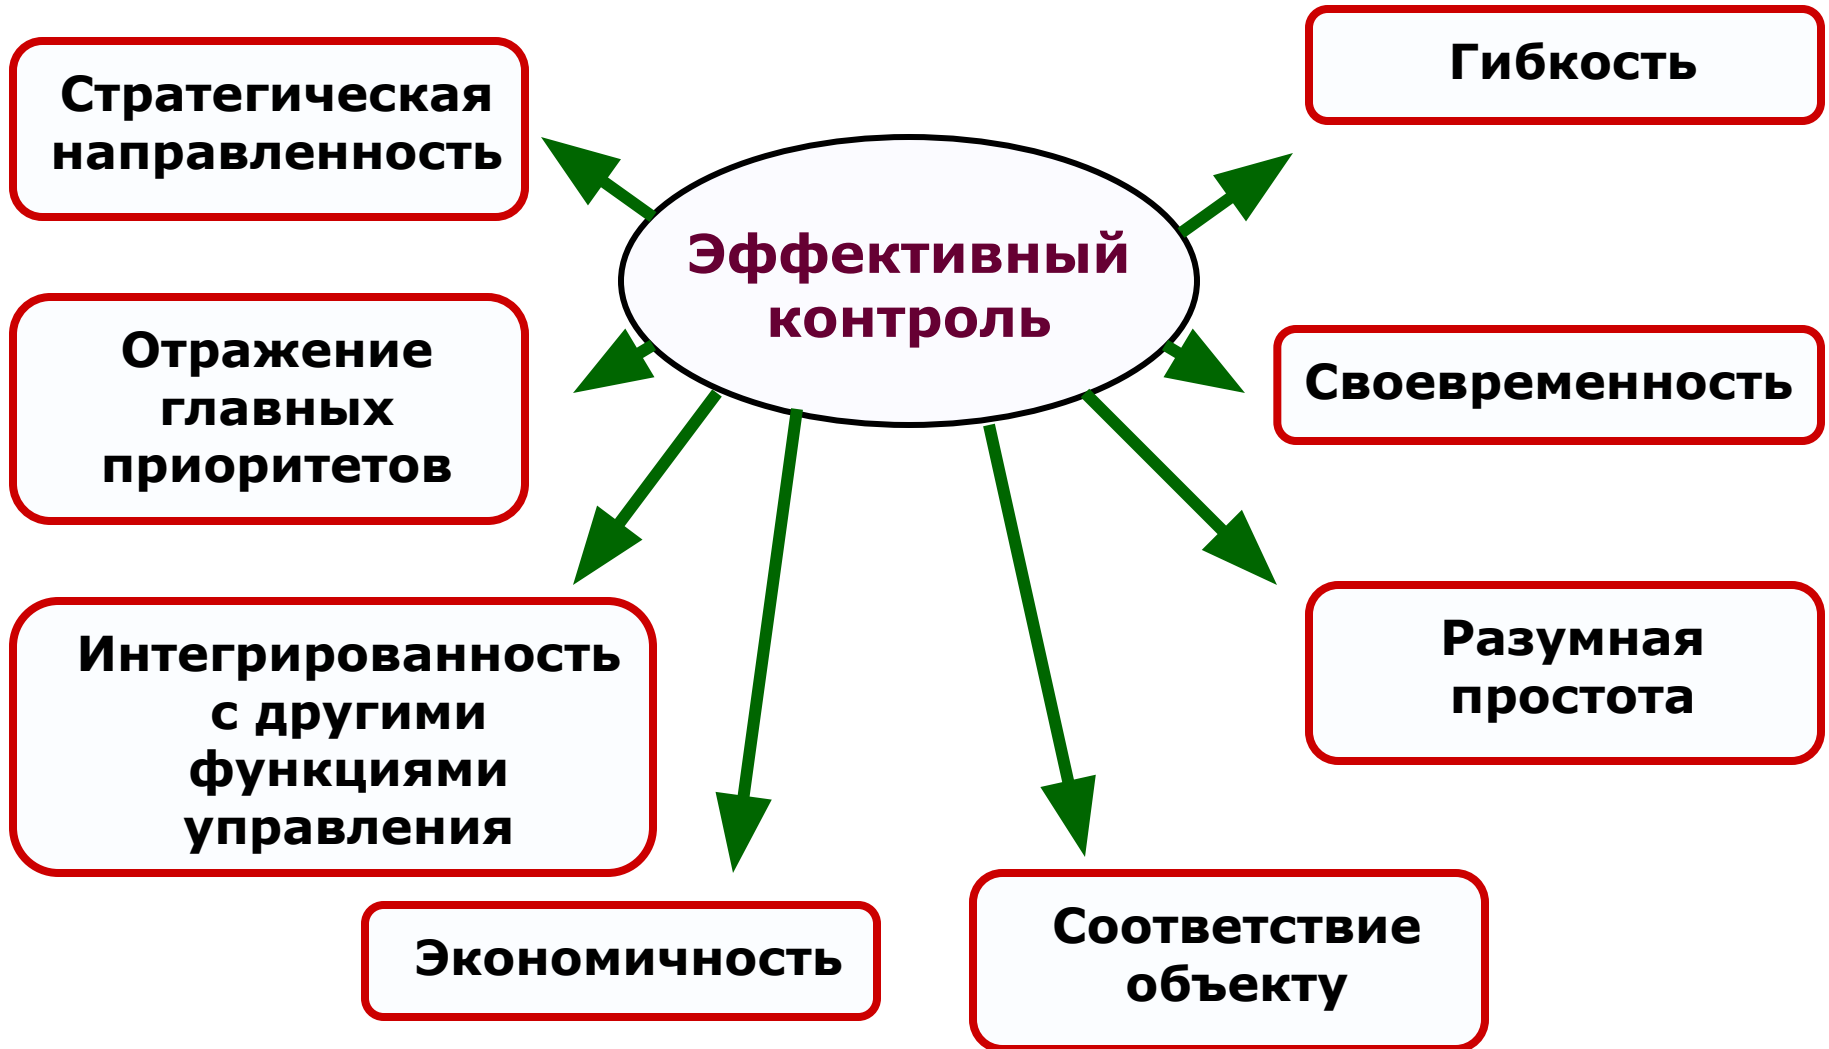 Стратегическая
направленность
Гибкость
Эффективный
контроль
Отражение
главных
приоритетов
Своевременность
Интегрированность
с другими
функциями
управления
Разумная
простота
Экономичность
Соответствие
объекту